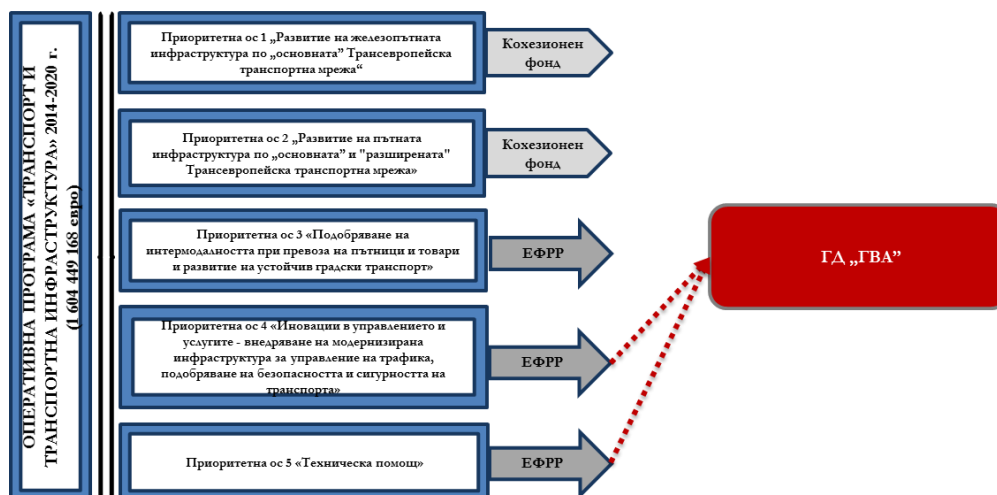 ОПЕРАТИВНА ПРОГРАМА «ТРАНСПОРТ И
ТРАНСПОРТНА ИНФРАСТРУКТУРА» 2014-2020 г.
(1 604 449 168 евро)
Приоритетна ос 1 „Развитие на железопътната
инфраструктура по „основната” Трансевропейска
транспортна мрежа“
Кохезионен
фонд
Приоритетна ос 2 „Развитие на пътната
инфраструктура по „основната” и "разширената"
Трансевропейска транспортна мрежа»
Кохезионен
фонд
Приоритетна ос 3 «Подобряване на
интермодалността при превоза на пътници и товари
и развитие на устойчив градски транспорт»
ЕФРР
ГД „ГВА”
Приоритетна ос 4 «Иновации в управлението и
услугите - внедряване на модернизирана
инфраструктура за управление на трафика,
подобряване на безопасността и сигурността на
транспорта»
ЕФРР
Приоритетна ос 5 «Техническа помощ»
ЕФРР